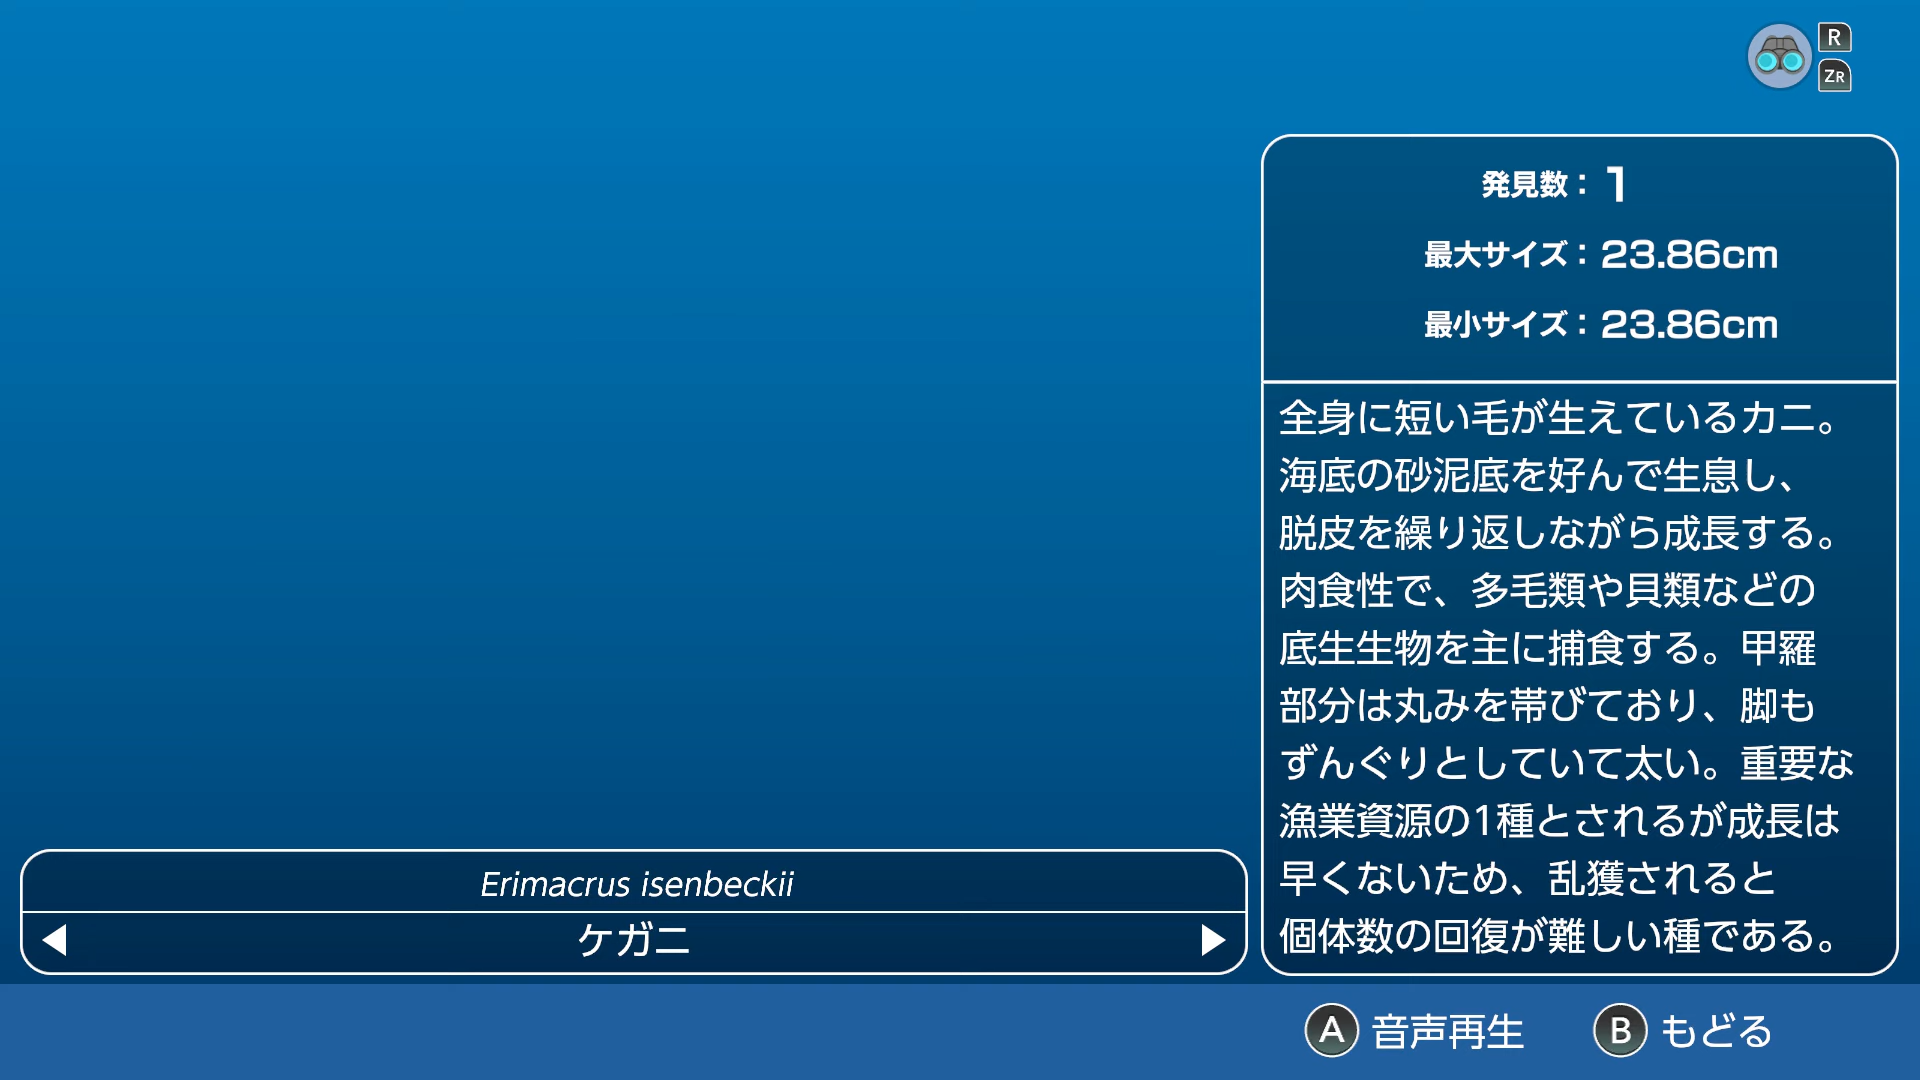 R
ZR
発見数：1
最大サイズ：23.86cm
最小サイズ：23.86cm
全身に短い毛が生えているカニ。
海底の砂泥底を好んで生息し、
脱皮を繰り返しながら成長する。
肉食性で、多毛類や貝類などの
底生生物を主に捕食する。甲羅
部分は丸みを帯びており、脚も
ずんぐりとしていて太い。重要な
漁業資源の1種とされるが成長は
早くないため、乱獲されると
個体数の回復が難しい種である。
Erimacrus isenbeckii
ケガニ
A 音声再生 B もどる